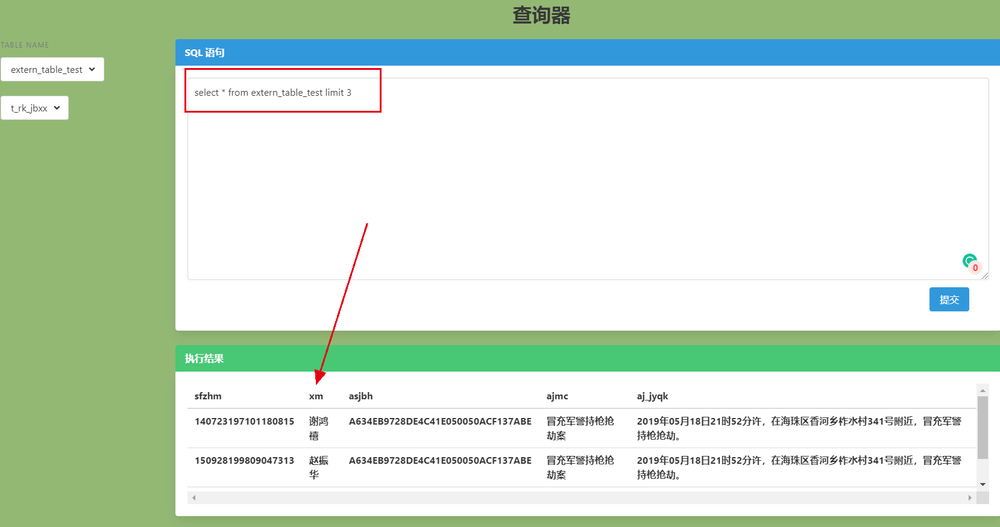 查询器
TABLE NAME
extern_table_test
t_rk_jbxx
SQL 语句
select * from extern_table_test limit 3
0
提交
执行结果
sfzhm xm asjbh ajmc aj_jyqk
140723197101180815 谢鸿禧 A634EB9728DE4C41E050050ACF137ABE 冒充军警持枪抢劫案 2019年05月18日21时52分许，在海珠区香河乡柞水村341号附近，冒充军警持枪抢劫。
150928199809047313 赵振华 A634EB9728DE4C41E050050ACF137ABE 冒充军警持枪抢劫案 2019年05月18日21时52分许，在海珠区香河乡柞水村341号附近，冒充军警持枪抢劫。